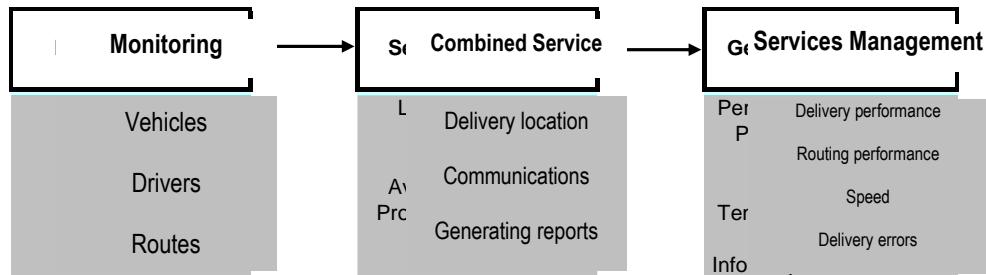 Monitoring
Combined Service
Services Management
Vehicles
Drivers
Routes
Delivery location
Communications
Generating reports
Delivery performance
Routing performance
Speed
Delivery errors